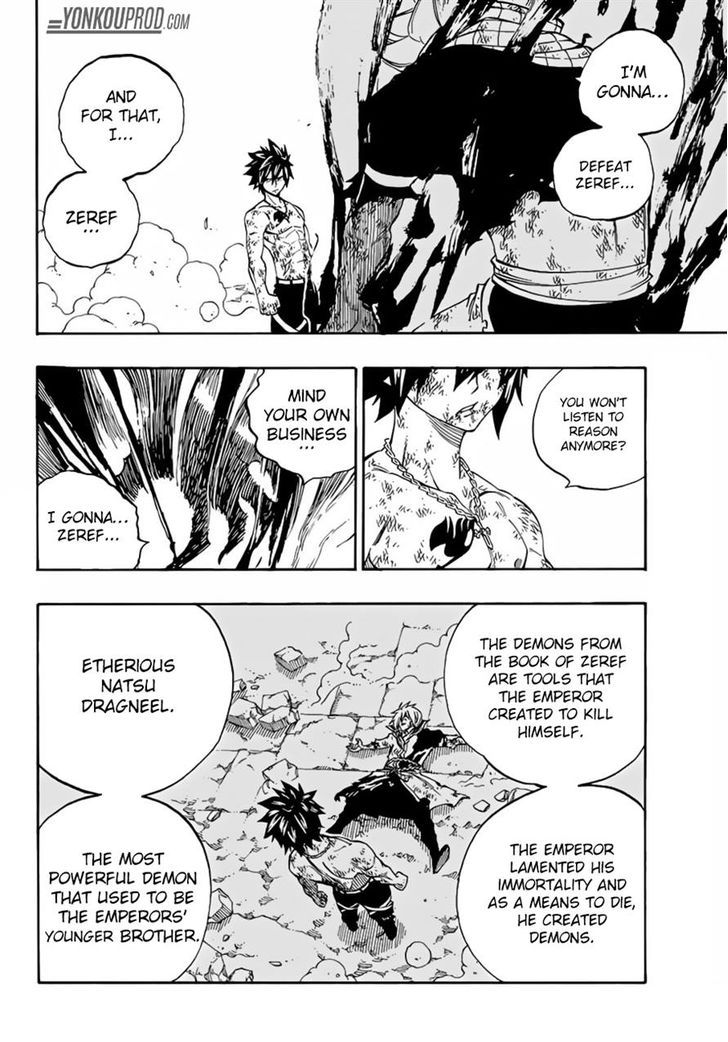 YONKOUPROD.COM
I'M
GONNA...
DEFEAT
ZEREF...
AND
FOR THAT,
I...
ZEREF
...
YOU WON'T
LISTEN TO
REASON
ANYMORE?
MIND
YOUR OWN
BUSINESS
...
I GONNA...
ZEREF...
THE DEMONS FROM
THE BOOK OF ZEREF
ARE TOOLS THAT
THE EMPEROR
CREATED TO KILL
HIMSELF.
THE EMPEROR
LAMENTED HIS
IMMORTALITY AND
AS A MEANS TO DIE,
HE CREATED
DEMONS.
ETHERIOUS
NATSU
DRAGNEEL.
THE MOST
POWERFUL DEMON
THAT USED TO BE
THE EMPERORS'
YOUNGER BROTHER.